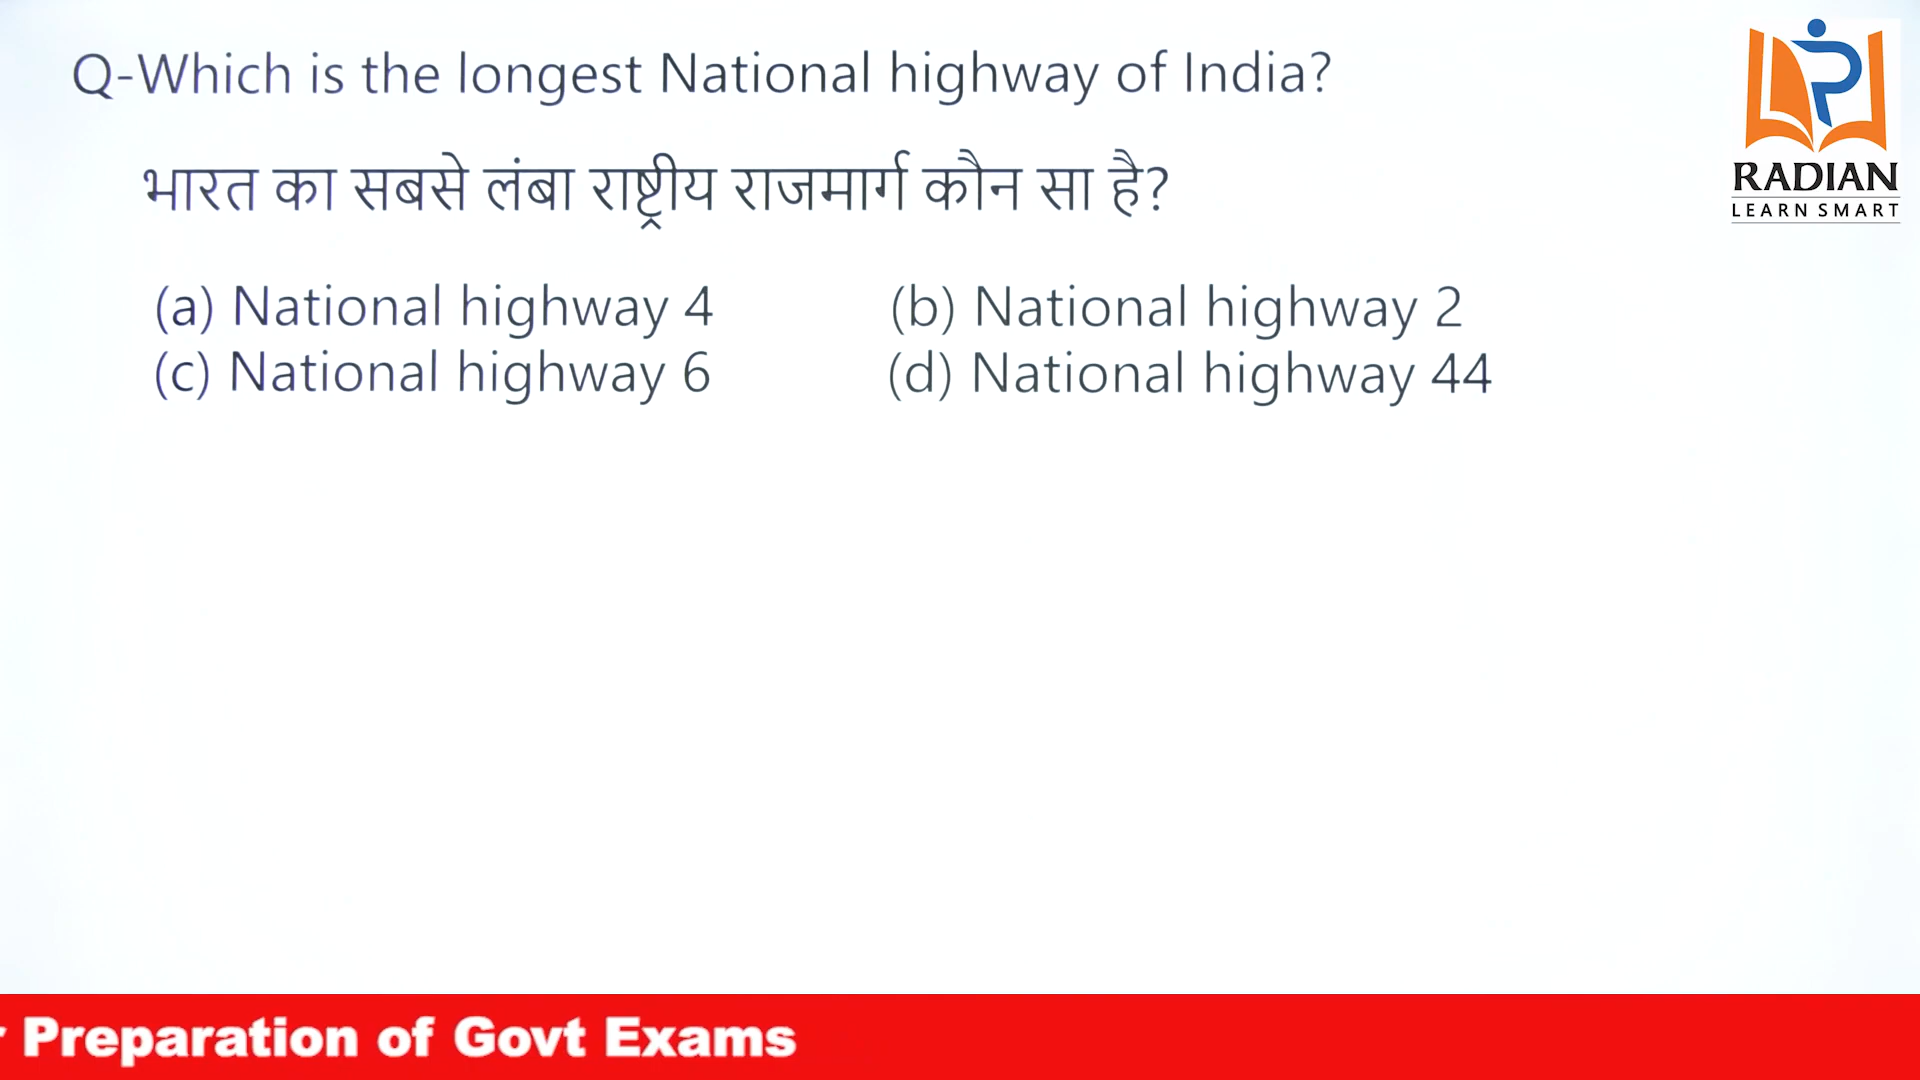 Q-Which is the longest National highway of India?
भारत का सबसे लंबा राष्ट्रीय राजमार्ग कौन सा है?
(a) National highway 4 (b) National highway 2
(c) National highway 6 (d) National highway 44
RADIAN
LEARN SMART
Preparation of Govt Exams